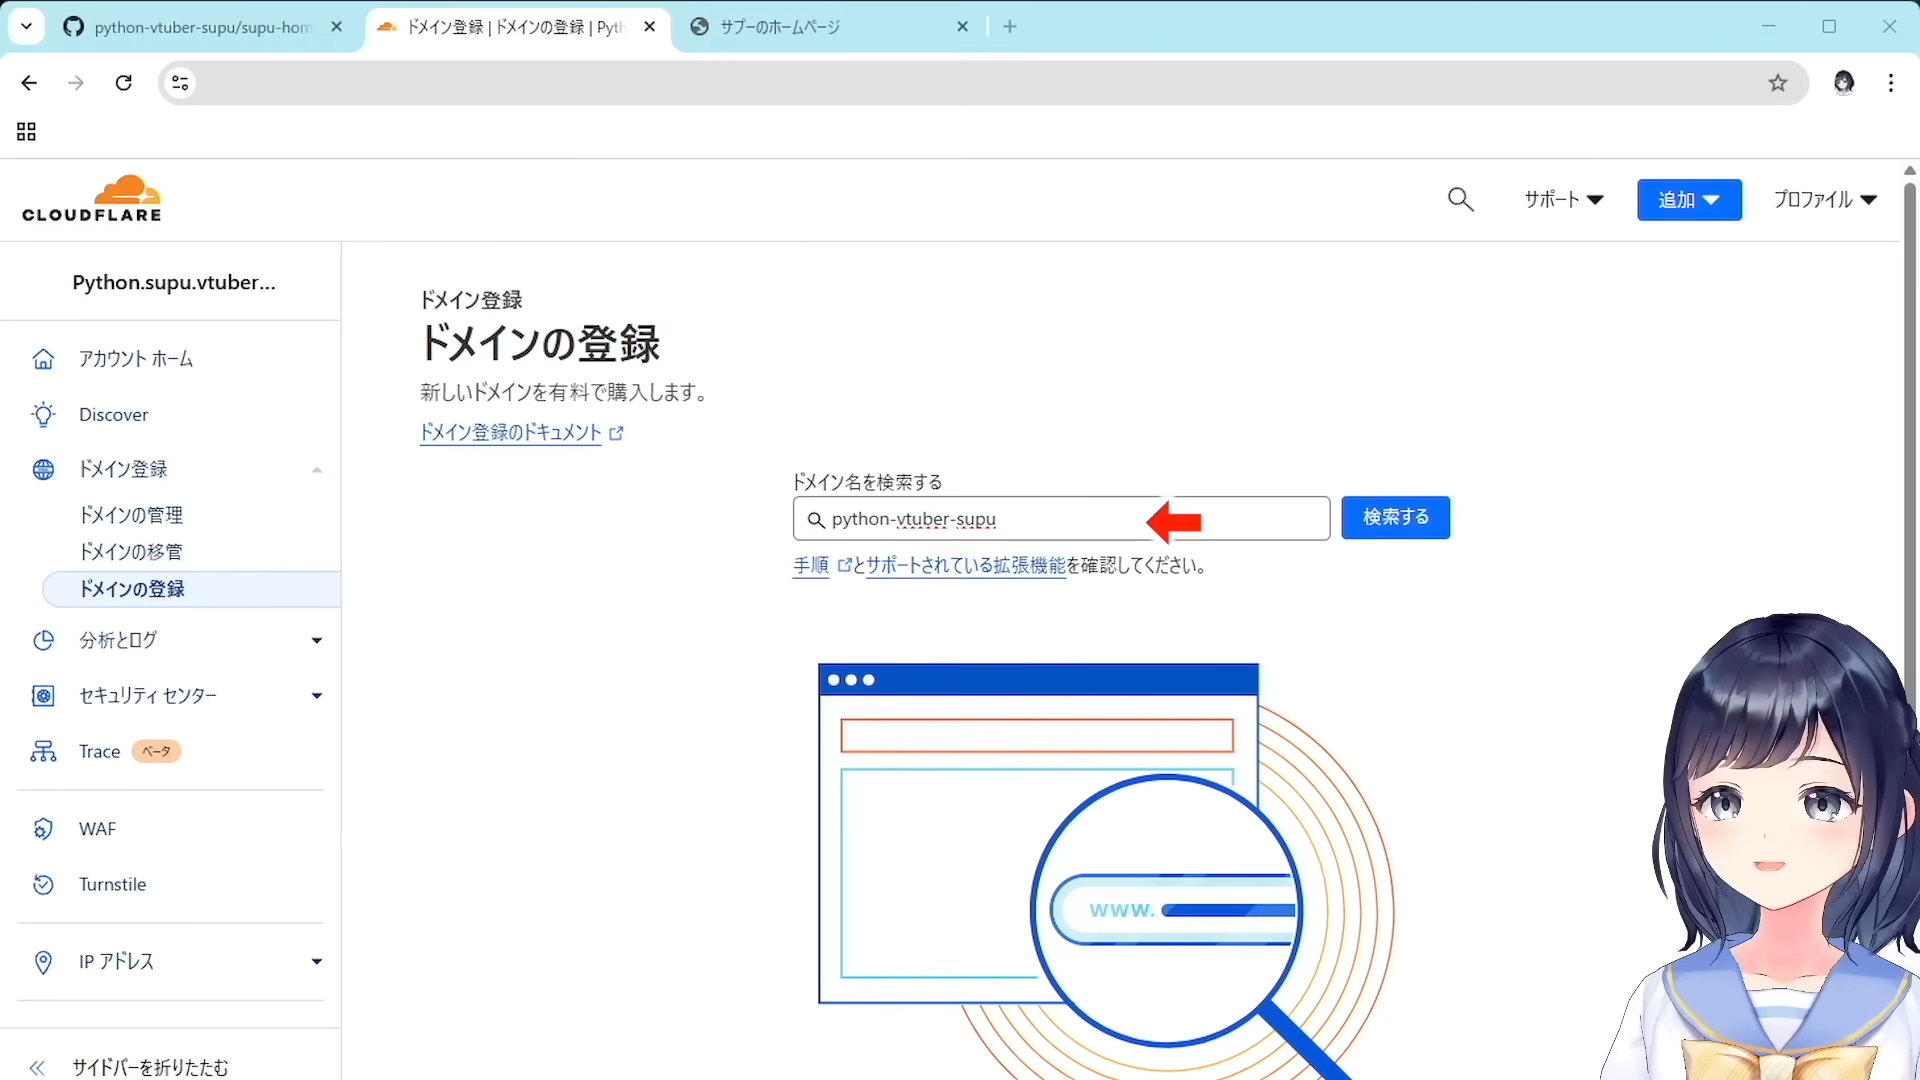 python-vtuber-supu/supu-hom
ドメイン登録 | ドメインの登録 | Pyth
サプーのホームページ
CLOUDFLARE
サポート
追加
プロファイル
Python.supu.vtuber...
アカウント ホーム
Discover
ドメイン登録
ドメインの管理
ドメインの移管
ドメインの登録
分析とログ
セキュリティ センター
Trace ベータ
WAF
Turnstile
IP アドレス
サイドバーを折りたたむ
ドメイン登録
ドメインの登録
新しいドメインを有料で購入します。
ドメイン登録のドキュメント
ドメイン名を検索する
python-vtuber-supu
検索する
手順 とサポートされている拡張機能を確認してください。
www.